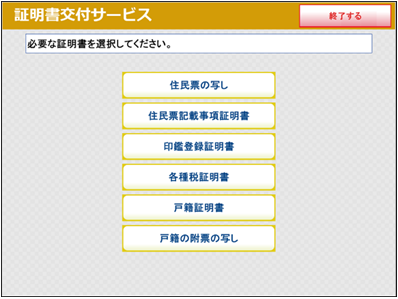 証明書交付サービス
終了する
必要な証明書を選択してください。
住民票の写し
住民票記載事項証明書
印鑑登録証明書
各種税証明書
戸籍証明書
戸籍の附票の写し